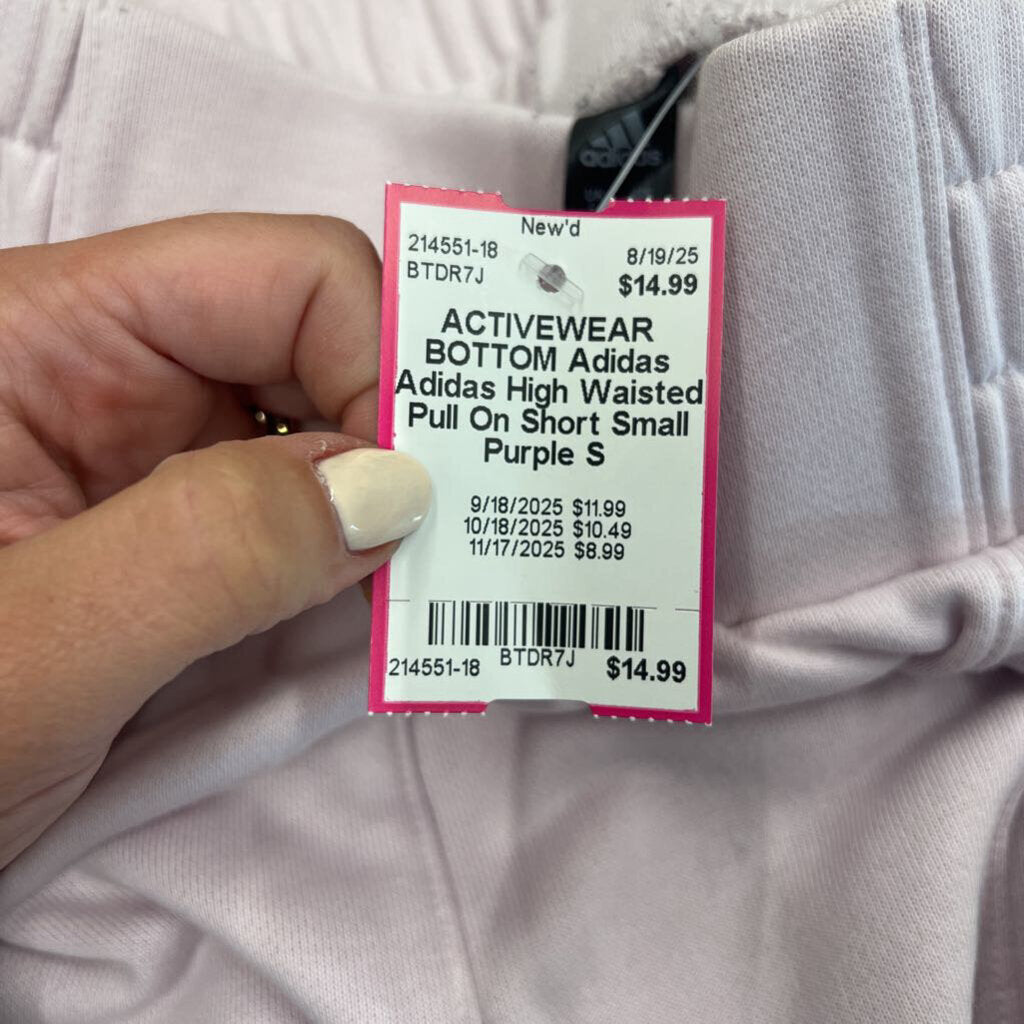 adidas
New'd
214551-18 8/19/25
BTDR7J $14.99
ACTIVEWEAR
BOTTOM Adidas
Adidas High Waisted
Pull On Short Small
Purple S
9/18/2025 $11.99
10/18/2025 $10.49
11/17/2025 $8.99
214551-18 BTDR7J $14.99